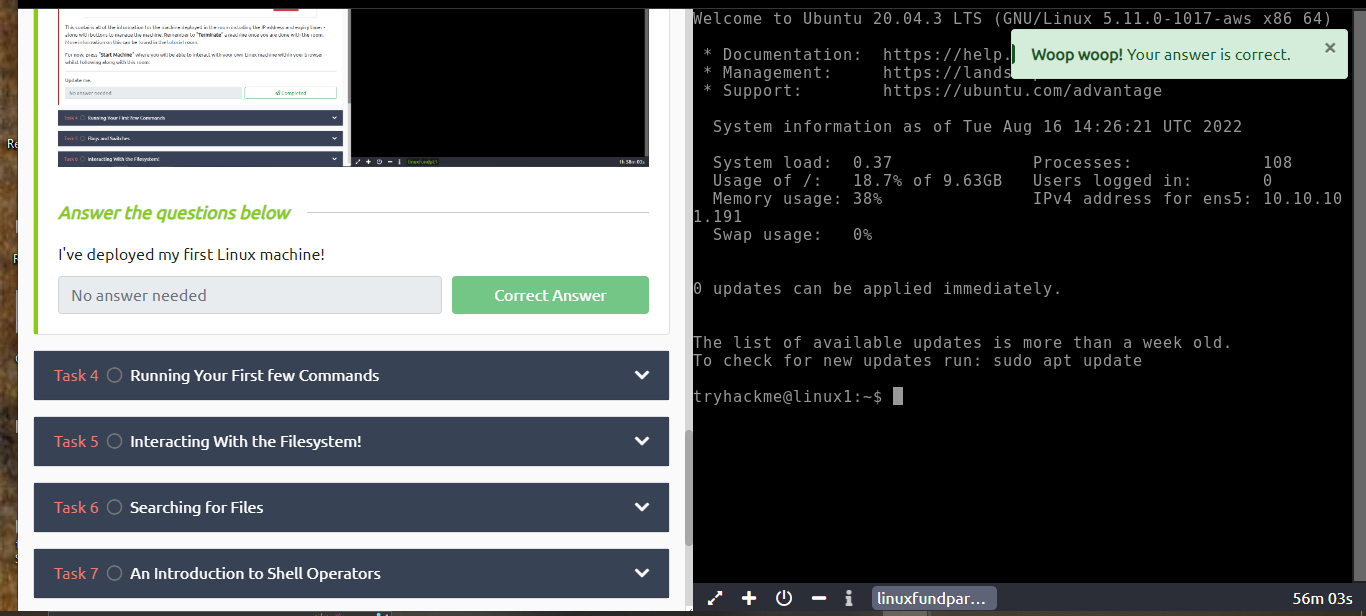 This contains all of the information for the machine deployed in the room including the IP address and expiry timer -
along with buttons to manage the machine. Remember to "Terminate" a machine once you are done with the room.
More information on this can be found in the tutorial room.
For now, press "Start Machine" where you will be able to interact with your own Linux machine within your browser
whilst following along with this room
Update me.
No answer needed
Completed
Task 4 Running Your First few Commands
Task 5 Flags and Switches
Task 6 Interacting With the Filesystem!
linuxfundpt1
1h 58m 03s
Answer the questions below
I've deployed my first Linux machine!
No answer needed
Correct Answer
Task 4 Running Your First few Commands
Task 5 Interacting With the Filesystem!
Task 6 Searching for Files
Task 7 An Introduction to Shell Operators
Welcome to Ubuntu 20.04.3 LTS (GNU/Linux 5.11.0-1017-aws x86 64)
* Documentation: https://help.
* Management: https://lands
* Support: https://ubuntu.com/advantage
Woop woop! Your answer is correct. ×
System information as of Tue Aug 16 14:26:21 UTC 2022
System load: 0.37 Processes: 108
Usage of /: 18.7% of 9.63GB Users logged in: 0
Memory usage: 38% IPv4 address for ens5: 10.10.10
1.191
Swap usage: 0%
0 updates can be applied immediately.
The list of available updates is more than a week old.
To check for new updates run: sudo apt update
tryhackme@linux1:~$
linuxfundpar...
56m 03s